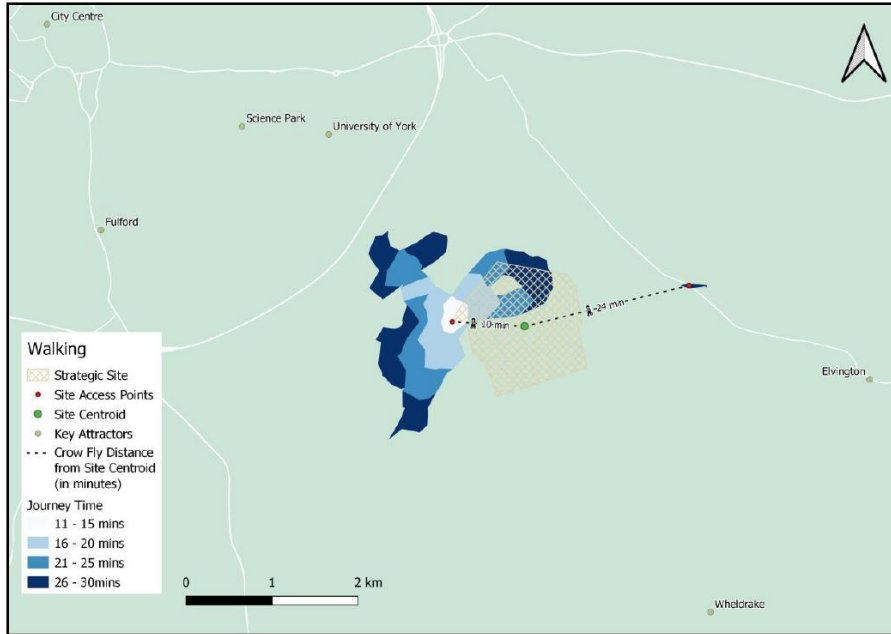 City Centre
Science Park
University of York
Fulford
24 min
10 min
Elvington
Walking
Strategic Site
Site Access Points
Site Centroid
Key Attractors
Crow Fly Distance
from Site Centroid
(in minutes)
Journey Time
11 - 15 mins
16 - 20 mins
21 - 25 mins
26 - 30mins
0 1 2 km
Wheldrake